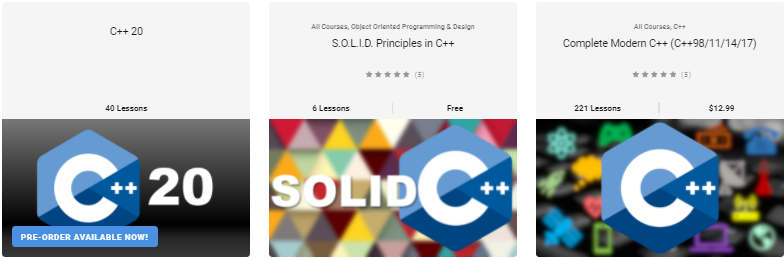 C++ 20
40 Lessons
C++ 20
PRE-ORDER AVAILABLE NOW!
All Courses, Object Oriented Programming & Design
S.O.L.I.D. Principles in C++
★★★★★ (5)
6 Lessons | Free
SOLID C++
All Courses, C++
Complete Modern C++ (C++98/11/14/17)
★★★★★ (5)
221 Lessons | $12.99
C++